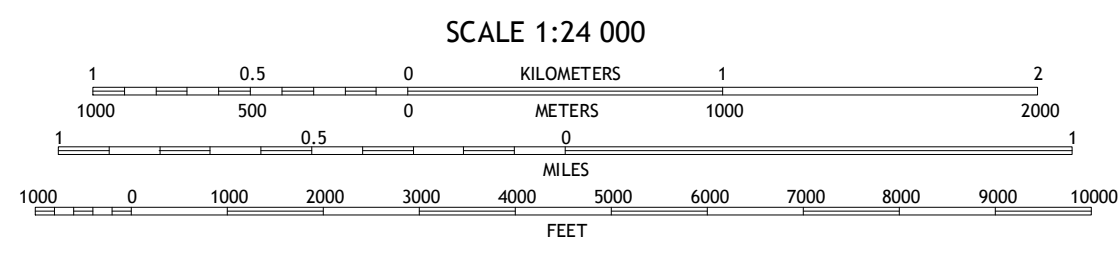 SCALE 1:24 000
1 0.5 0 KILOMETERS 1 2
1000 500 0 METERS 1000 2000
1 0.5 0 1
MILES
1000 0 1000 2000 3000 4000 5000 6000 7000 8000 9000 10000
FEET